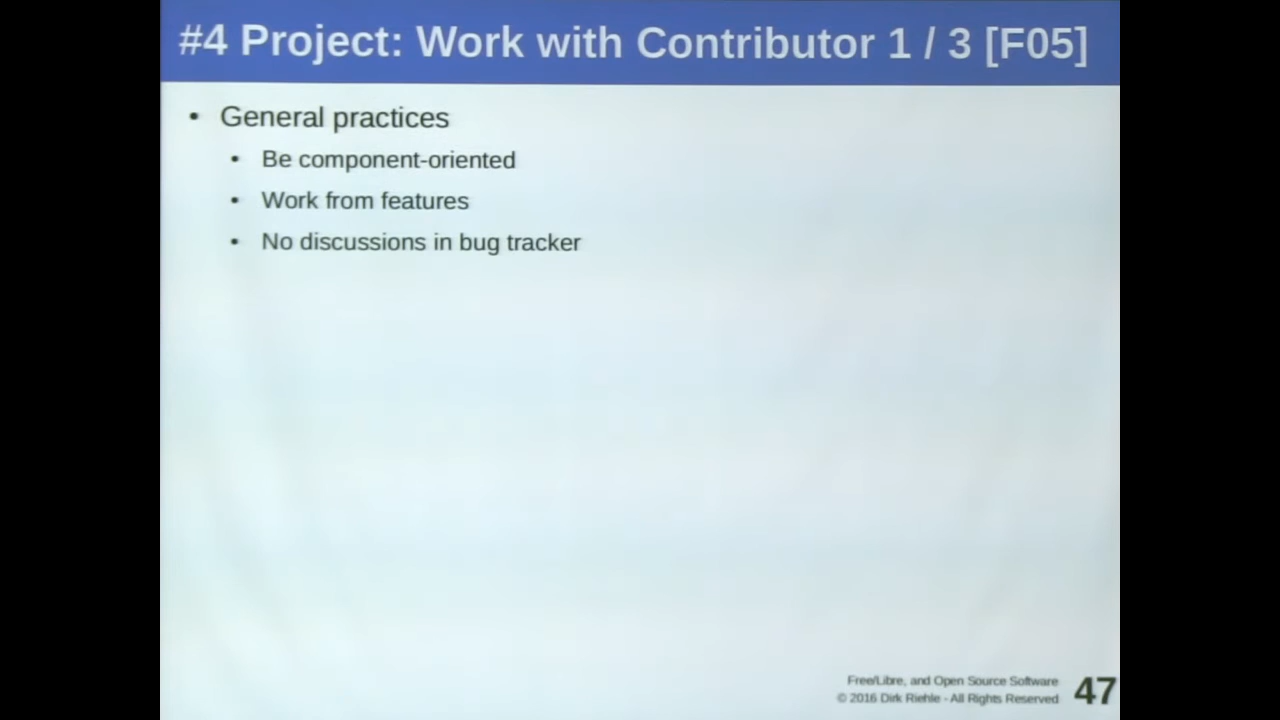 #4 Project: Work with Contributor 1 / 3 [F05]
• General practices
• Be component-oriented
• Work from features
• No discussions in bug tracker
Free/Libre, and Open Source Software
© 2016 Dirk Riehle - All Rights Reserved
47